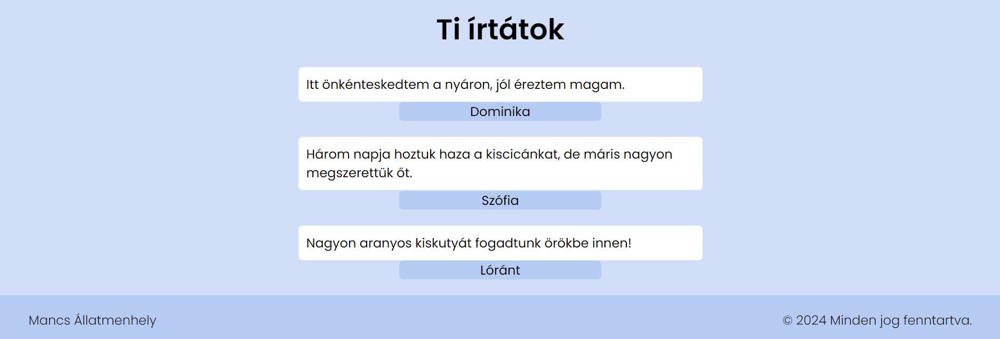 Ti írtátok
Itt önkénteskedtem a nyáron, jól éreztem magam.
Dominika
Három napja hoztuk haza a kiscicánkat, de máris nagyon
megszerettük őt.
Szófia
Nagyon aranyos kiskutyát fogadtunk örökbe innen!
Lóránt
Mancs Állatmenhely
© 2024 Minden jog fenntartva.